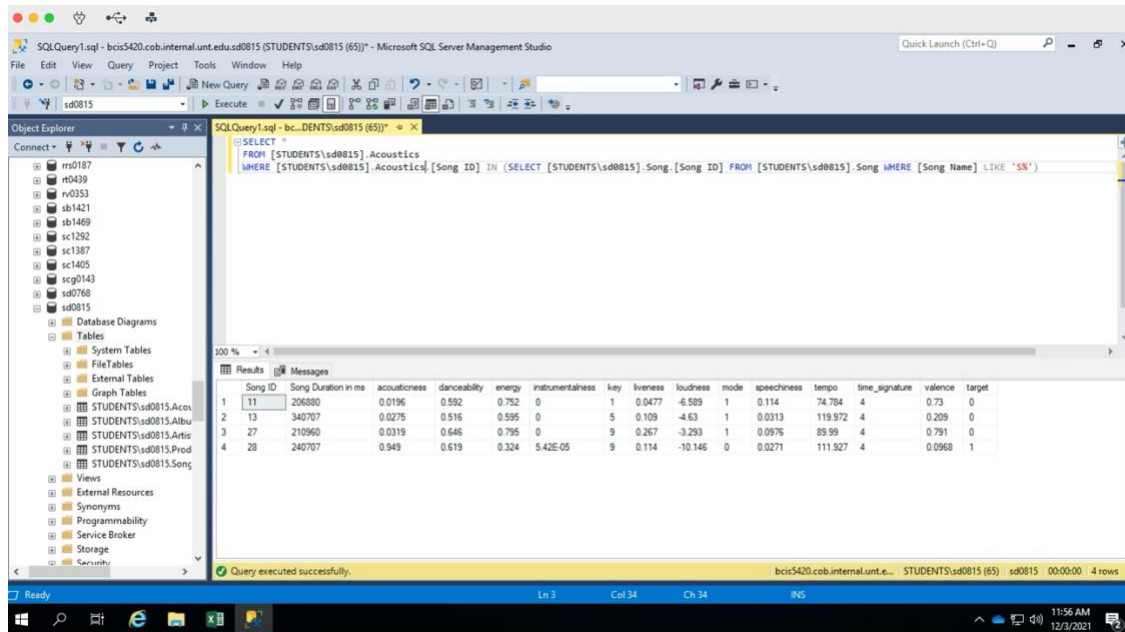 SQLQuery1.sql - bcis5420.cob.internal.unt.edu.sd0815 (STUDENTS\sd0815 (65))* - Microsoft SQL Server Management Studio
Quick Launch (Ctrl+Q)
File Edit View Query Project Tools Window Help
New Query
sd0815
Execute
Object Explorer
SQLQuery1.sql - bc...DENTS\sd0815 (65))*
Connect
SELECT *
FROM [STUDENTS\sd0815].Acoustics
WHERE [STUDENTS\sd0815].Acoustics.[Song ID] IN (SELECT [STUDENTS\sd0815].Song.[Song ID] FROM [STUDENTS\sd0815].Song WHERE [Song Name] LIKE 'S%')
rrs0187
rt0439
rv0353
sb1421
sb1469
sc1292
sc1387
sc1405
scg0143
sd0768
sd0815
Database Diagrams
Tables
System Tables
FileTables
External Tables
Graph Tables
STUDENTS\sd0815.Acou
STUDENTS\sd0815.Albu
STUDENTS\sd0815.Artis
STUDENTS\sd0815.Prod
STUDENTS\sd0815.Song
Views
External Resources
Synonyms
Programmability
Service Broker
Storage
Security
100 %
Results Messages
Song ID Song Duration in ms acousticness danceability energy instrumentalness key liveness loudness mode speechiness tempo time_signature valence target
1 11 206880 0.0196 0.592 0.752 0 1 0.0477 -6.589 1 0.114 74.784 4 0.73 0
2 13 340707 0.0275 0.516 0.595 0 5 0.109 -4.63 1 0.0313 119.972 4 0.209 0
3 27 210960 0.0319 0.646 0.795 0 9 0.267 -3.293 1 0.0976 89.99 4 0.791 0
4 28 240707 0.949 0.619 0.324 5.42E-05 9 0.114 -10.146 0 0.0271 111.927 4 0.0968 1
Query executed successfully.
bcis5420.cob.internal.unt.e... STUDENTS\sd0815 (65) sd0815 00:00:00 4 rows
Ready
Ln 3 Col 34 Ch 34 INS
11:56 AM
12/3/2021
2